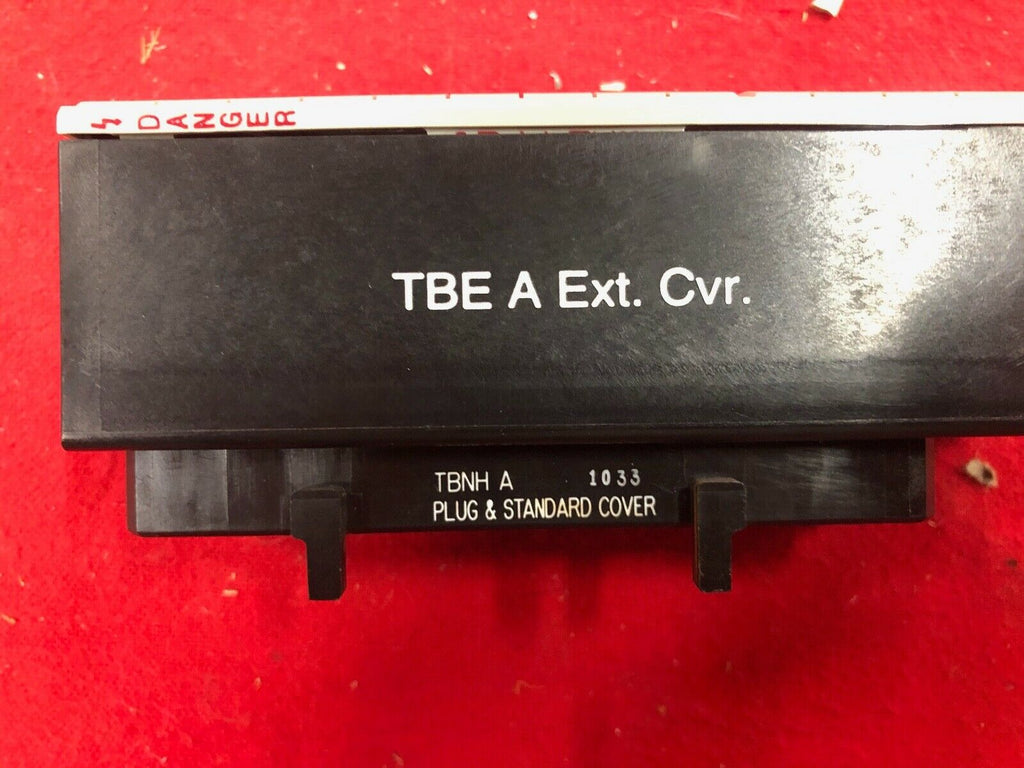 DANGER
TBE A Ext. Cvr.
TBNH A 1033
PLUG & STANDARD COVER